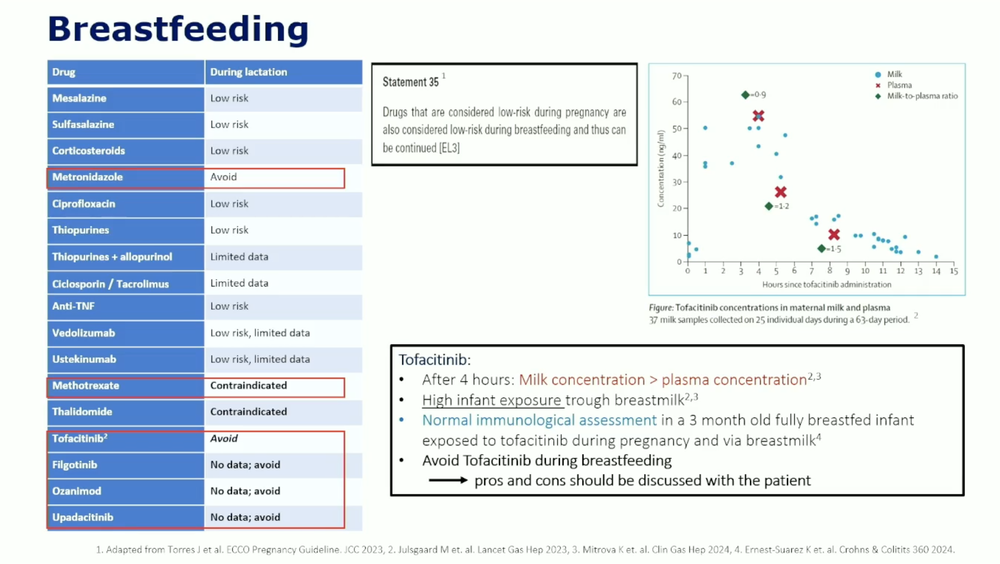 Breastfeeding
Drug During lactation
Mesalazine Low risk
Sulfasalazine Low risk
Corticosteroids Low risk
Metronidazole Avoid
Ciprofloxacin Low risk
Thiopurines Low risk
Thiopurines + allopurinol Limited data
Ciclosporin / Tacrolimus Limited data
Anti-TNF Low risk
Vedolizumab Low risk, limited data
Ustekinumab Low risk, limited data
Methotrexate Contraindicated
Thalidomide Contraindicated
Tofacitinib² Avoid
Filgotinib No data; avoid
Ozanimod No data; avoid
Upadacitinib No data; avoid
Statement 35 ¹
Drugs that are considered low-risk during pregnancy are
also considered low-risk during breastfeeding and thus can
be continued [EL3]
Milk
Plasma
Milk-to-plasma ratio
Concentration (ng/ml)
70
60
50
40
30
20
10
0
=0·9
=1·2
=1·5
0 1 2 3 4 5 6 7 8 9 10 11 12 13 14 15
Hours since tofacitinib administration
Figure: Tofacitinib concentrations in maternal milk and plasma
37 milk samples collected on 25 individual days during a 63-day period. ²
Tofacitinib:
• After 4 hours: Milk concentration > plasma concentration²,³
• High infant exposure trough breastmilk²,³
• Normal immunological assessment in a 3 month old fully breastfed infant
exposed to tofacitinib during pregnancy and via breastmilk⁴
• Avoid Tofacitinib during breastfeeding
→ pros and cons should be discussed with the patient
1. Adapted from Torres J et al. ECCO Pregnancy Guideline. JCC 2023, 2. Julsgaard M et. al. Lancet Gas Hep 2023, 3. Mitrova K et. al. Clin Gas Hep 2024, 4. Ernest-Suarez K et. al. Crohns & Colitits 360 2024.